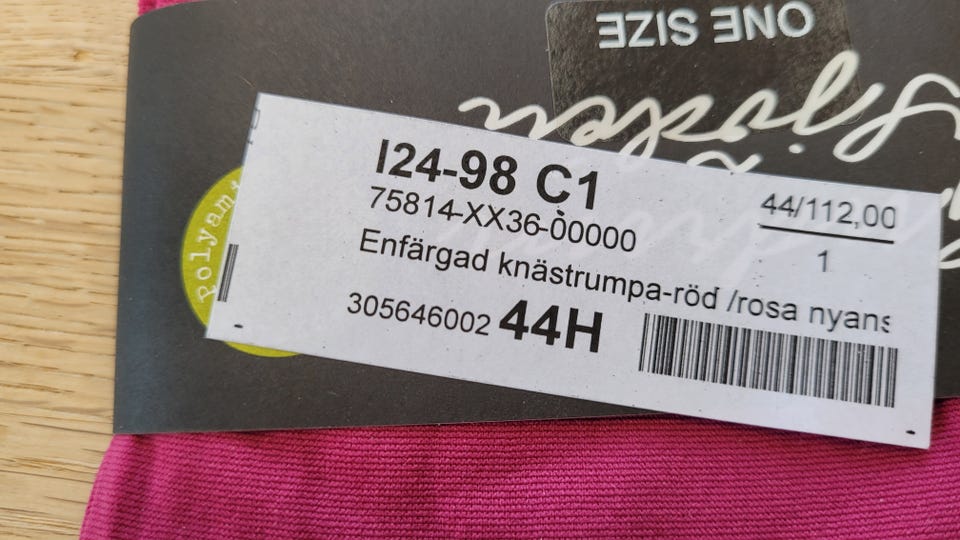 ONE SIZE
polyami
I24-98 C1
75814-XX36-00000
44/112,00
1
Enfärgad knästrumpa-röd /rosa nyans
305646002 44H